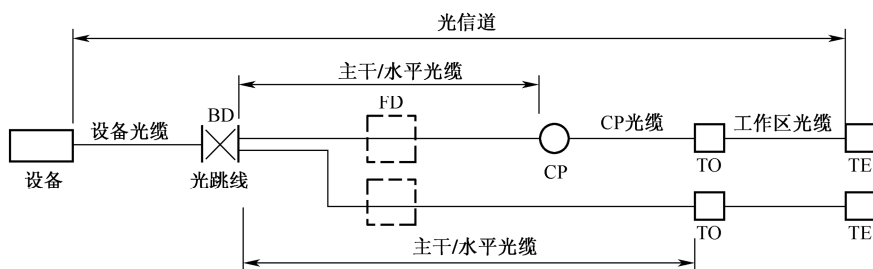 光信道
主干/水平光缆
BD
FD
设备光缆
CP光缆
工作区光缆
设备
光跳线
CP
TO
TE
TO
TE
主干/水平光缆